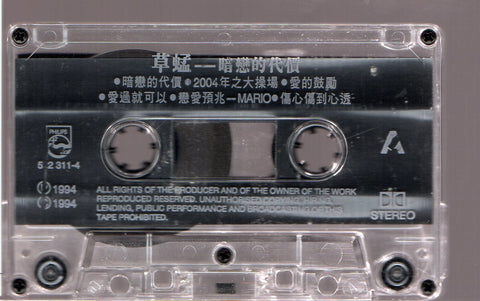 草蜢—暗戀的代價
•暗戀的代價•2004年之大操場•愛的鼓勵
•愛過就可以•戀愛預兆—MARIO•傷心傷到心透
PHILIPS
5 2 311-4
A
Ⓟ1994
©1994
ALL RIGHTS OF THE PRODUCER AND OF THE OWNER OF THE WORK
REPRODUCED RESERVED. UNAUTHORISED COPYING, HIRING,
LENDING, PUBLIC PERFORMANCE AND BROADCASTING OF THIS
TAPE PROHIBITED.
STEREO